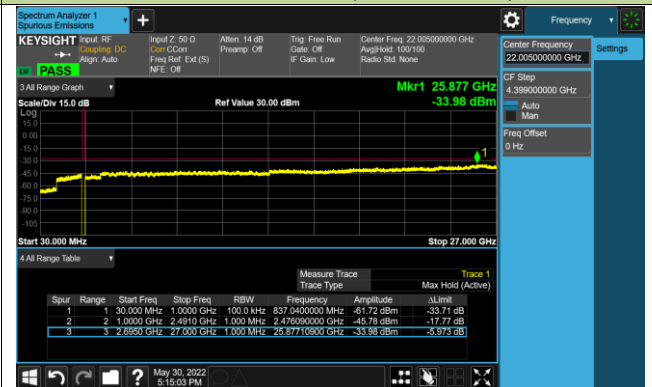 Spectrum Analyzer 1
Spurious Emissions
Frequency
KEYSIGHT Input: RF Input Z: 50 Ω Atten: 14 dB Trig: Free Run Center Freq: 22.005000000 GHz
Coupling: DC Corr CCorr Preamp: Off Gate: Off Avg|Hold: 100/100
Align: Auto Freq Ref: Ext (S) IF Gain: Low Radio Std: None
NFE: Off
PASS
Center Frequency
22.005000000 GHz
Settings
CF Step
4.399000000 GHz
Auto
Man
Freq Offset
0 Hz
3 All Range Graph
Mkr1 25.877 GHz
Scale/Div 15.0 dB Ref Value 30.00 dBm -33.98 dBm
Log
15.0
0.00
-15.0
-30.0
-45.0
-60.0
-75.0
-90.0
-105
1
Start 30.000 MHz Stop 27.000 GHz
4 All Range Table
Measure Trace Trace 1
Trace Type Max Hold (Active)
Spur Range Start Freq Stop Freq RBW Frequency Amplitude ΔLimit
1 1 30.000 MHz 1.0000 GHz 100.0 kHz 837.0400000 MHz -61.72 dBm -33.71 dB
2 2 1.0000 GHz 2.4910 GHz 1.000 MHz 2.476090000 GHz -45.78 dBm -17.77 dB
3 3 2.6950 GHz 27.000 GHz 1.000 MHz 25.87710900 GHz -33.98 dBm -5.973 dB
May 30, 2022
5:15:03 PM